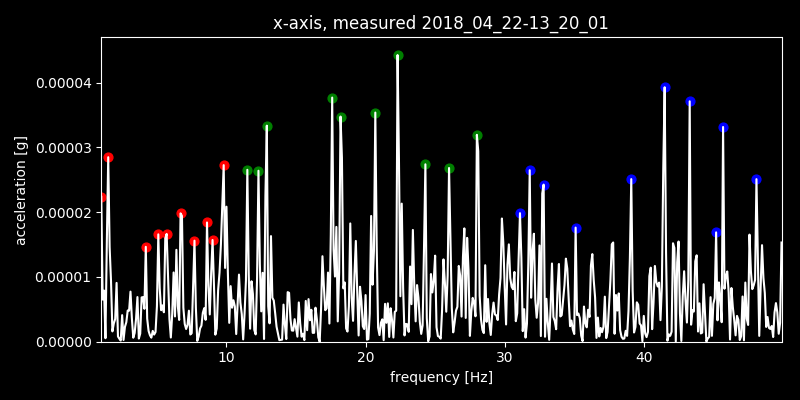 x-axis, measured 2018_04_22-13_20_01
0.00004
0.00003
0.00002
0.00001
0.00000
acceleration [g]
10 20 30 40
frequency [Hz]